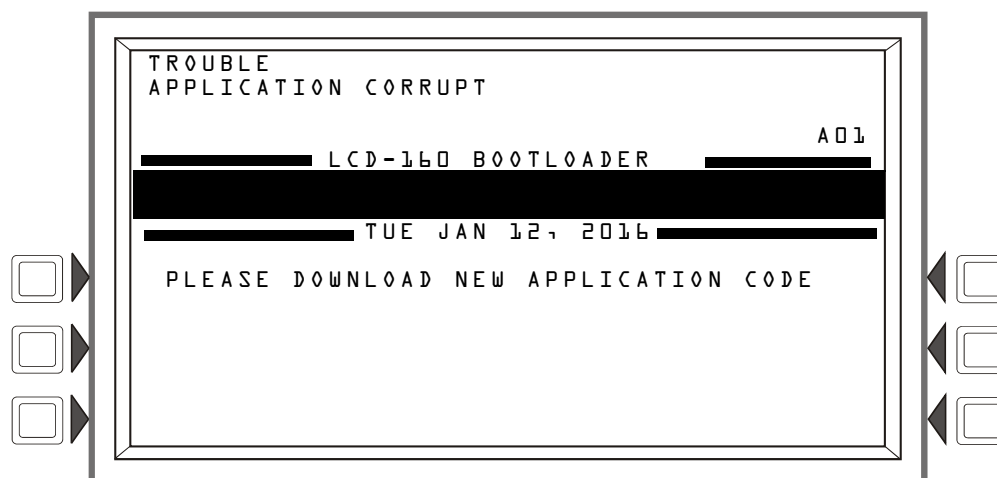 TROUBLE
APPLICATION CORRUPT
A01
LCD-160 BOOTLOADER
TUE JAN 12, 2016
PLEASE DOWNLOAD NEW APPLICATION CODE